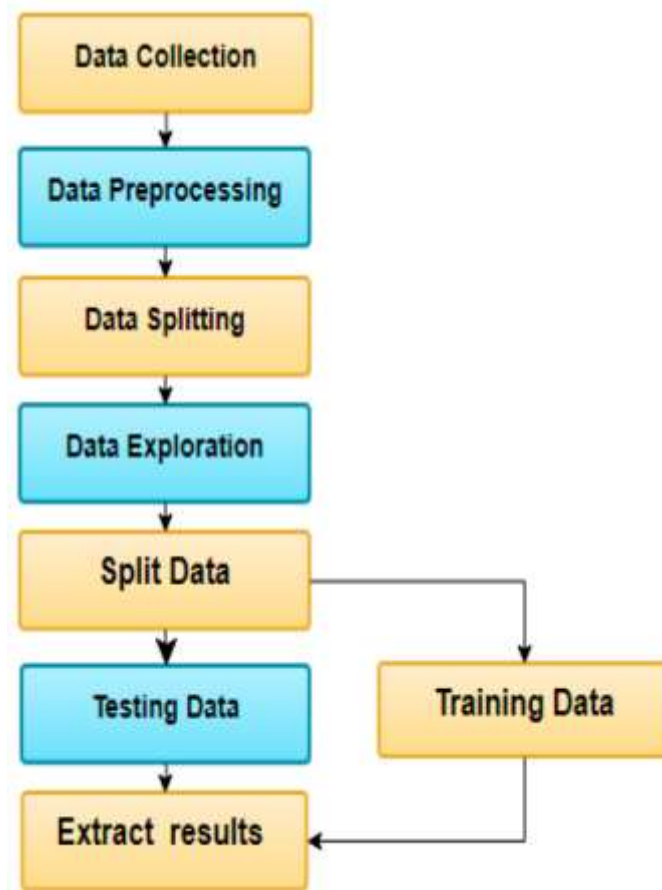 Data Collection
Data Preprocessing
Data Splitting
Data Exploration
Split Data
Testing Data
Training Data
Extract results